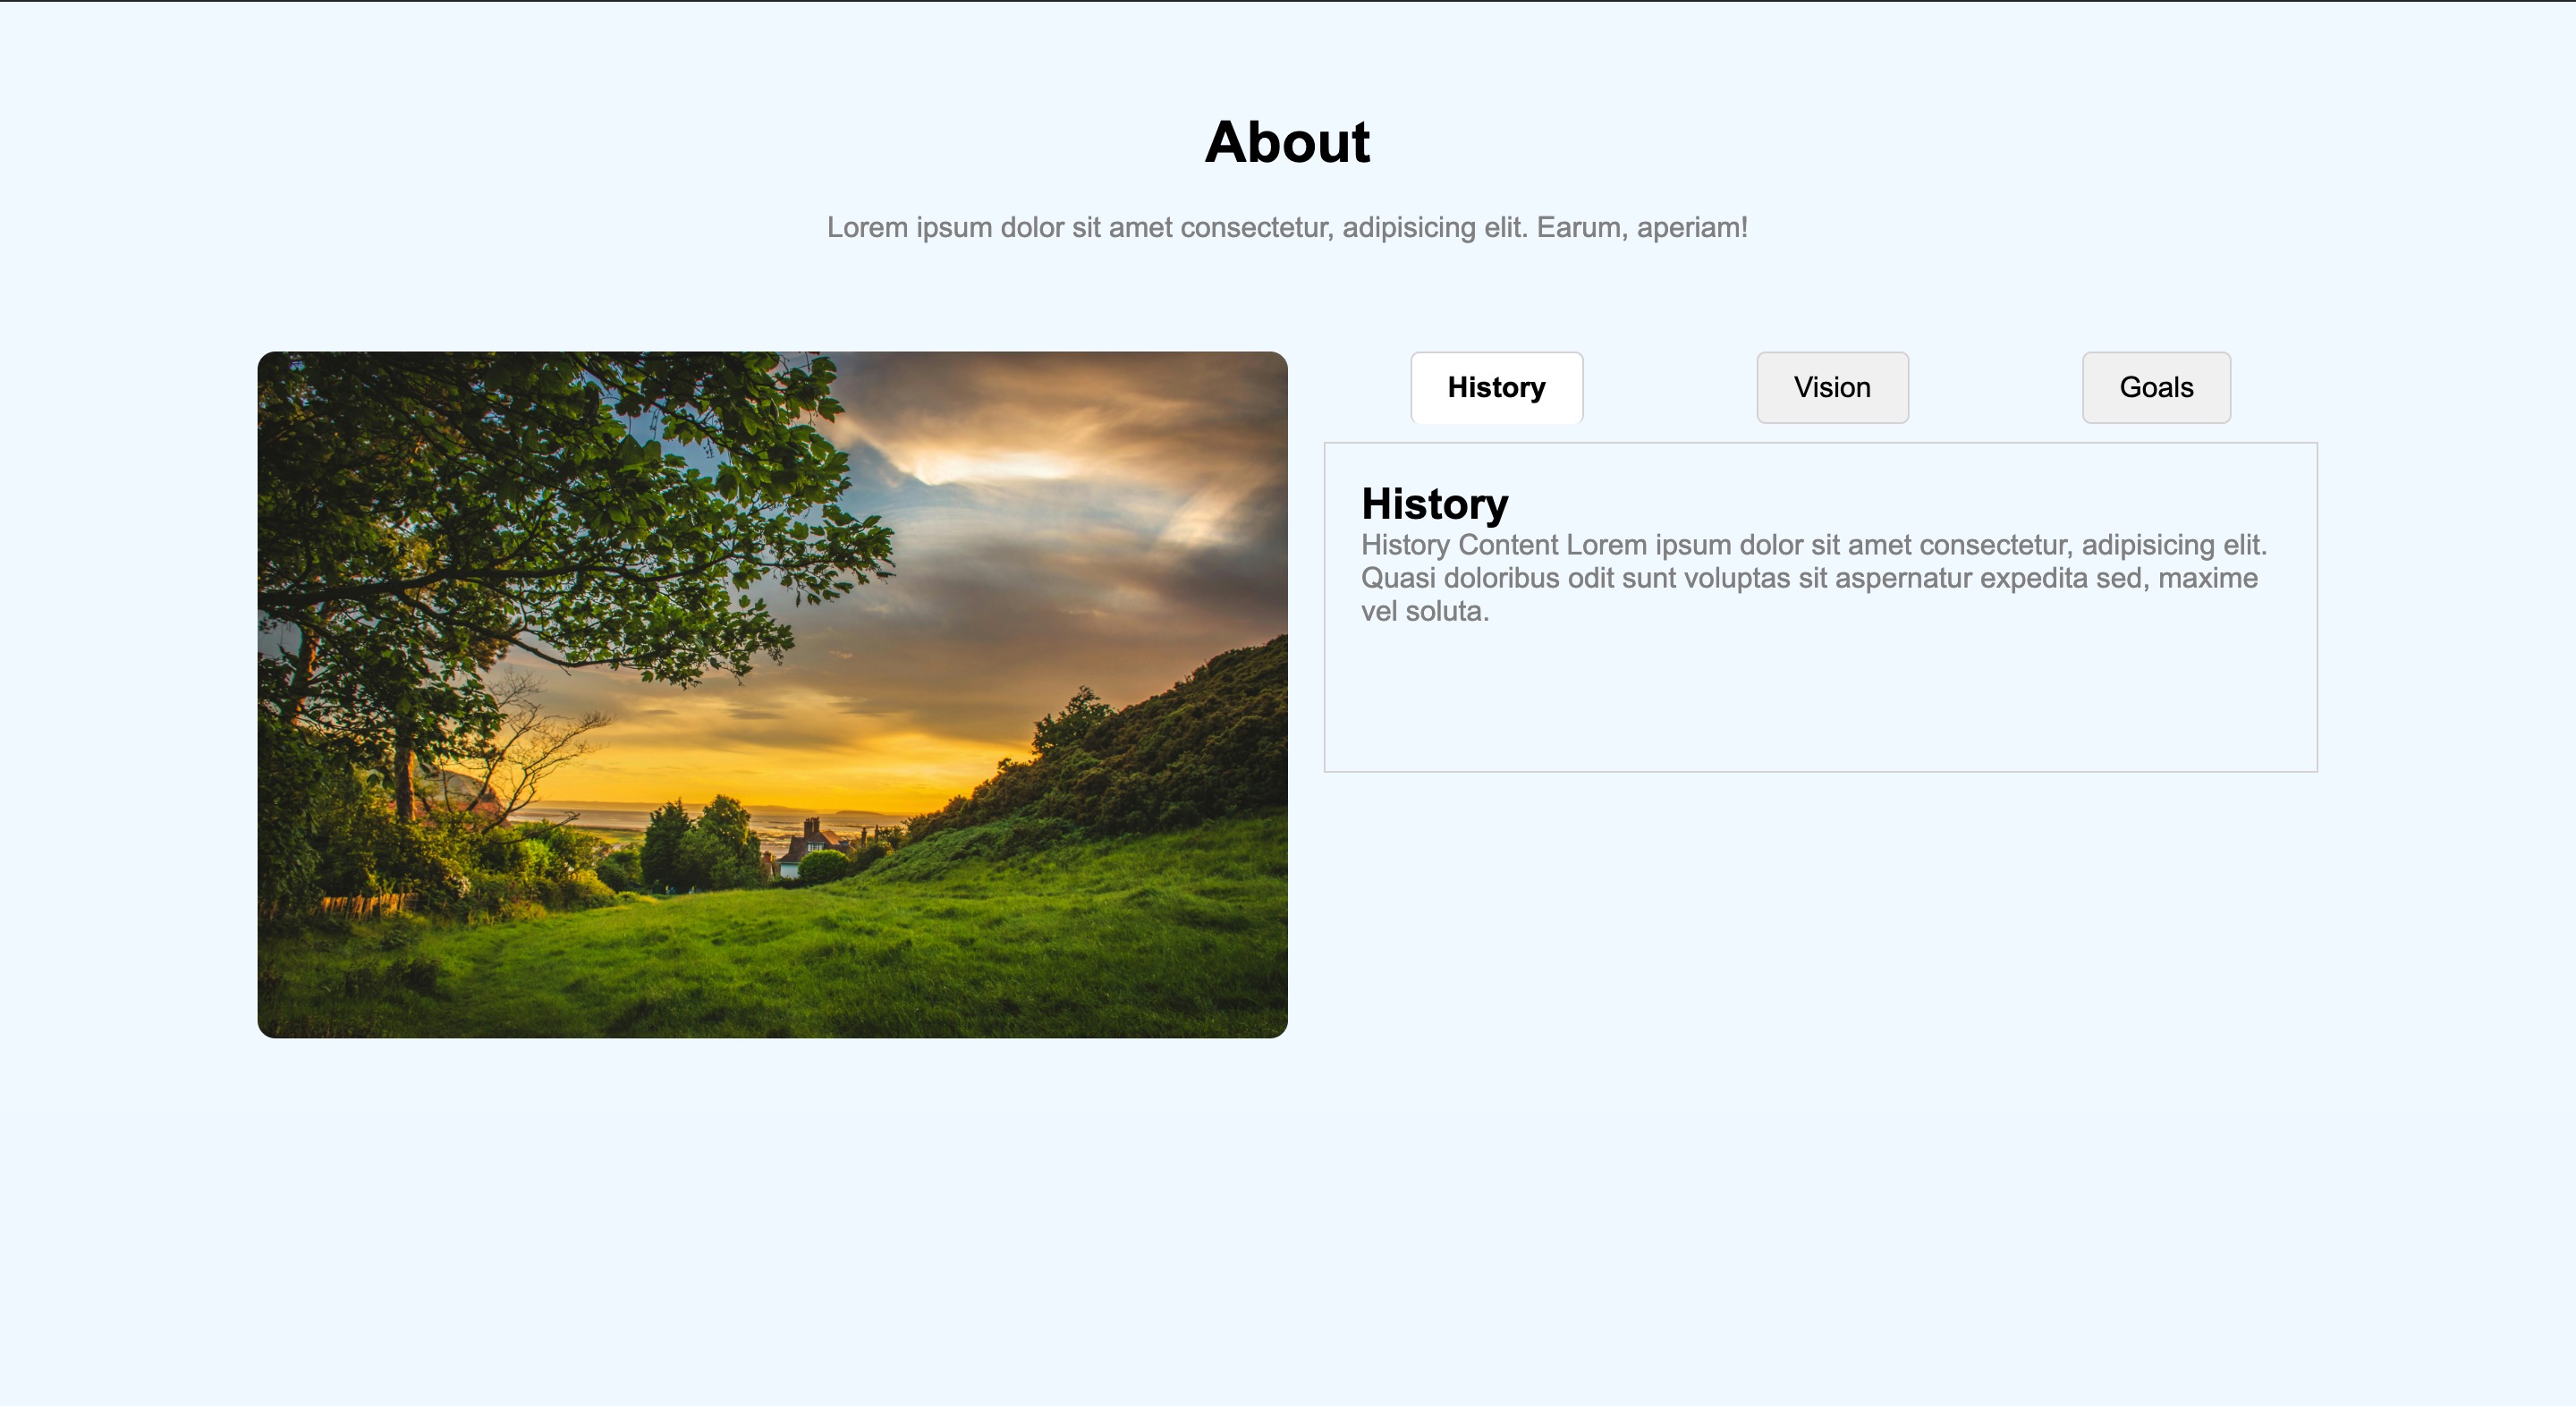 About
Lorem ipsum dolor sit amet consectetur, adipisicing elit. Earum, aperiam!
History
Vision
Goals
History
History Content Lorem ipsum dolor sit amet consectetur, adipisicing elit.
Quasi doloribus odit sunt voluptas sit aspernatur expedita sed, maxime
vel soluta.